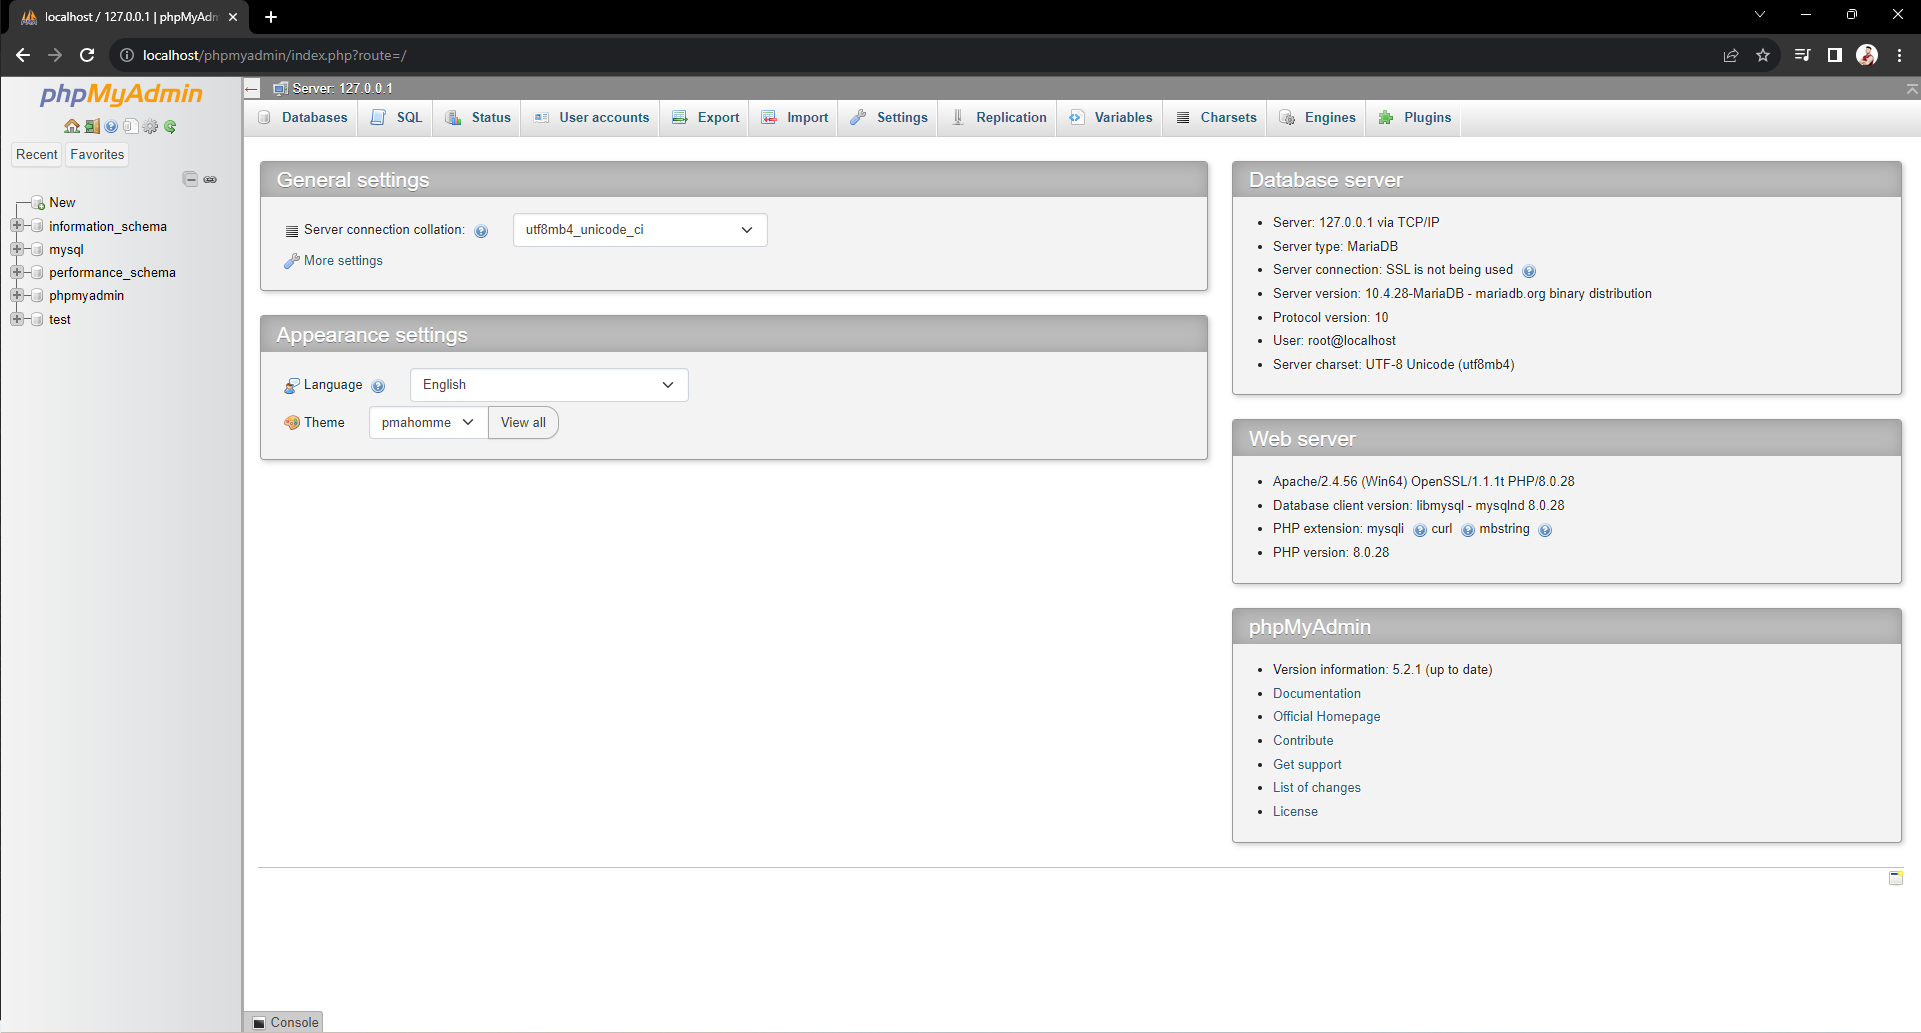 localhost / 127.0.0.1 | phpMyAdm
localhost/phpmyadmin/index.php?route=/
phpMyAdmin
Recent Favorites
New
information_schema
mysql
performance_schema
phpmyadmin
test
Server: 127.0.0.1
Databases SQL Status User accounts Export Import Settings Replication Variables Charsets Engines Plugins
General settings
Server connection collation: utf8mb4_unicode_ci
More settings
Appearance settings
Language English
Theme pmahomme View all
Database server
Server: 127.0.0.1 via TCP/IP
Server type: MariaDB
Server connection: SSL is not being used
Server version: 10.4.28-MariaDB - mariadb.org binary distribution
Protocol version: 10
User: root@localhost
Server charset: UTF-8 Unicode (utf8mb4)
Web server
Apache/2.4.56 (Win64) OpenSSL/1.1.1t PHP/8.0.28
Database client version: libmysql - mysqlnd 8.0.28
PHP extension: mysqli curl mbstring
PHP version: 8.0.28
phpMyAdmin
Version information: 5.2.1 (up to date)
Documentation
Official Homepage
Contribute
Get support
List of changes
License
Console